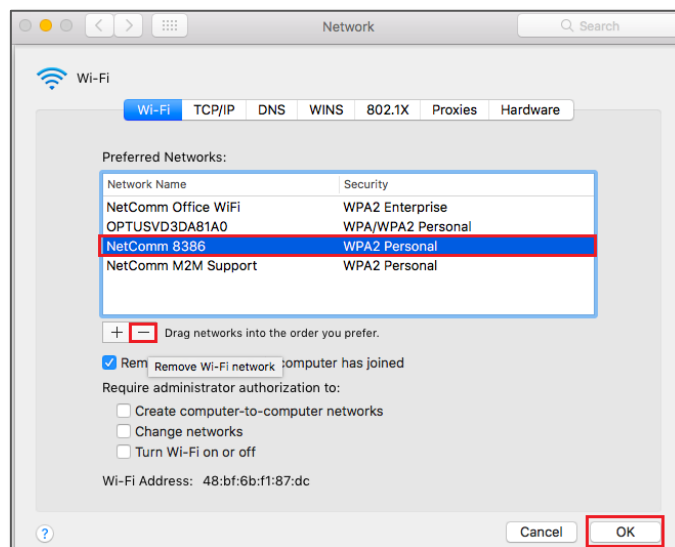 Network
Search
Wi-Fi
Wi-Fi TCP/IP DNS WINS 802.1X Proxies Hardware
Preferred Networks:
Network Name Security
NetComm Office WiFi WPA2 Enterprise
OPTUSVD3DA81A0 WPA/WPA2 Personal
NetComm 8386 WPA2 Personal
NetComm M2M Support WPA2 Personal
+ − Drag networks into the order you prefer.
has joined
Remove Wi-Fi network
Require administrator authorization to:
Create computer-to-computer networks
Change networks
Turn Wi-Fi on or off
Wi-Fi Address: 48:bf:6b:f1:87:dc
? Cancel OK